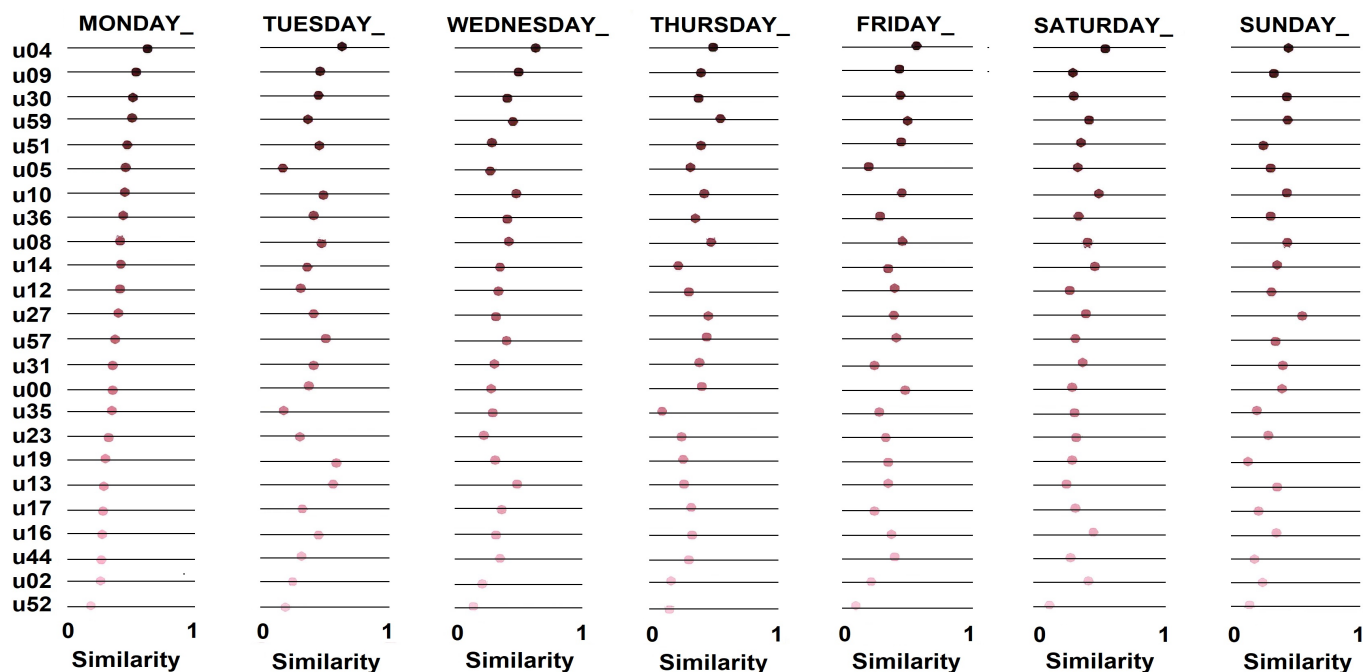 MONDAY_ TUESDAY_ WEDNESDAY_ THURSDAY_ FRIDAY_ SATURDAY_ SUNDAY_
u04
u09
u30
u59
u51
u05
u10
u36
u08
u14
u12
u27
u57
u31
u00
u35
u23
u19
u13
u17
u16
u44
u02
u52
0 1 0 1 0 1 0 1 0 1 0 1 0 1
Similarity Similarity Similarity Similarity Similarity Similarity Similarity